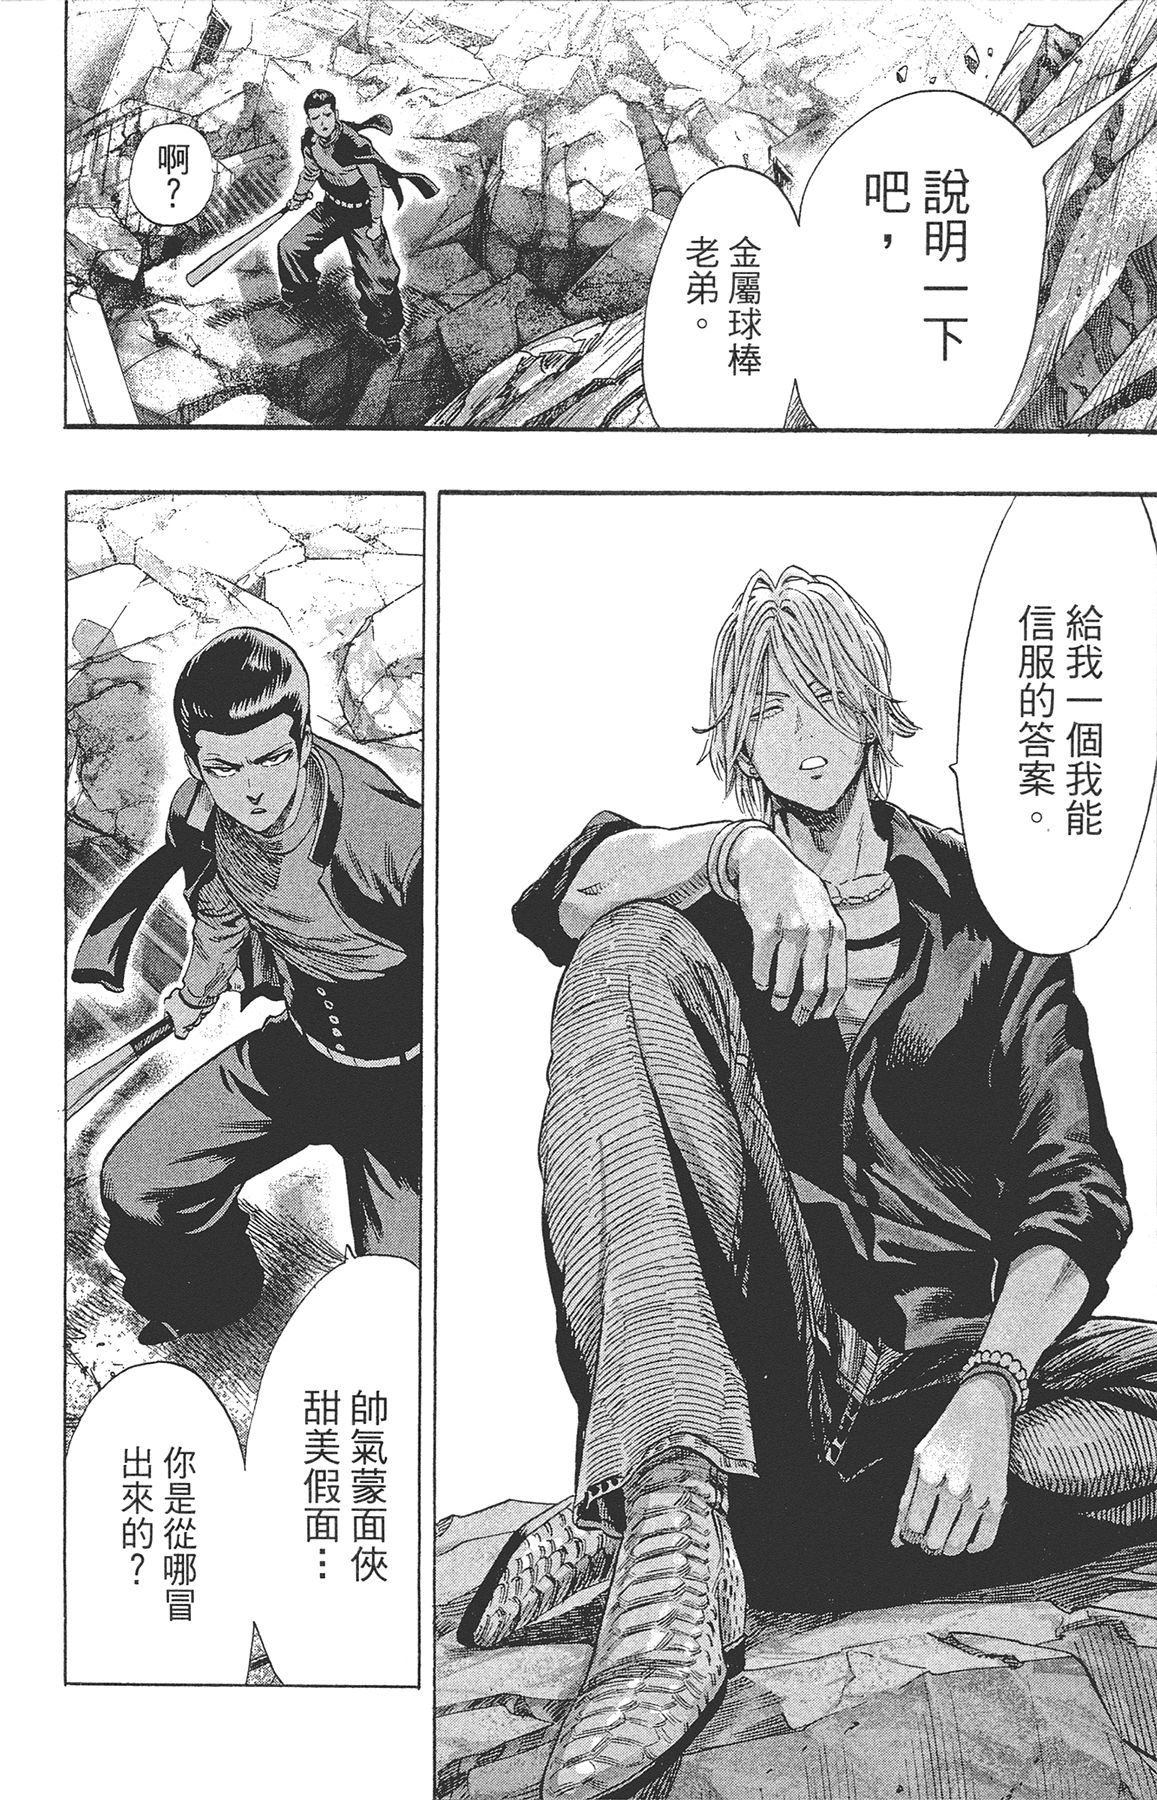 說明一下
吧，
金屬球棒
老弟。
啊？
給我一個我能
信服的答案。
帥氣蒙面俠
甜美假面…
你是從哪冒
出來的？